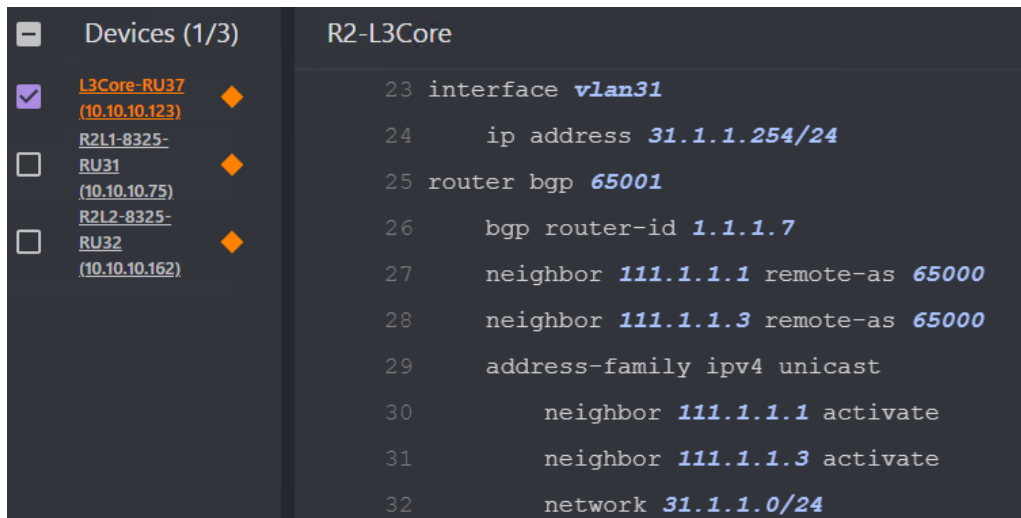 Devices (1/3)
L3Core-RU37
(10.10.10.123)
R2L1-8325-
RU31
(10.10.10.75)
R2L2-8325-
RU32
(10.10.10.162)
R2-L3Core
23 interface vlan31
24 ip address 31.1.1.254/24
25 router bgp 65001
26 bgp router-id 1.1.1.7
27 neighbor 111.1.1.1 remote-as 65000
28 neighbor 111.1.1.3 remote-as 65000
29 address-family ipv4 unicast
30 neighbor 111.1.1.1 activate
31 neighbor 111.1.1.3 activate
32 network 31.1.1.0/24